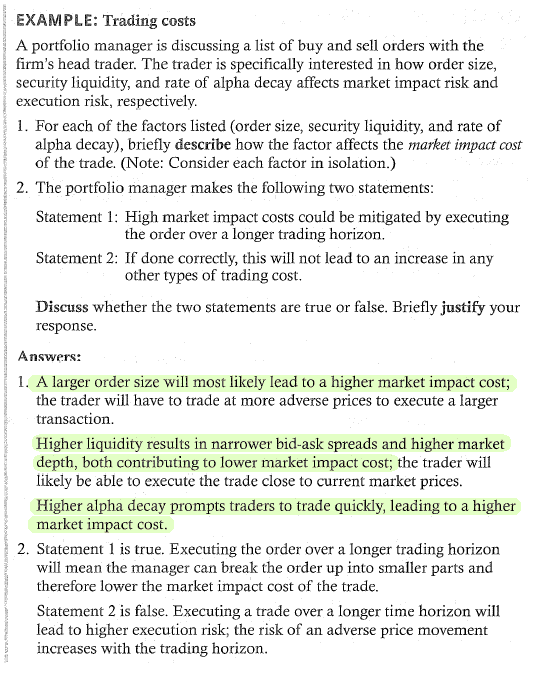 EXAMPLE: Trading costs
A portfolio manager is discussing a list of buy and sell orders with the
firm's head trader. The trader is specifically interested in how order size,
security liquidity, and rate of alpha decay affects market impact risk and
execution risk, respectively.
1. For each of the factors listed (order size, security liquidity, and rate of
alpha decay), briefly describe how the factor affects the market impact cost
of the trade. (Note: Consider each factor in isolation.)
2. The portfolio manager makes the following two statements:
Statement 1: High market impact costs could be mitigated by executing
the order over a longer trading horizon.
Statement 2: If done correctly, this will not lead to an increase in any
other types of trading cost.
Discuss whether the two statements are true or false. Briefly justify your
response.
Answers:
1. A larger order size will most likely lead to a higher market impact cost;
the trader will have to trade at more adverse prices to execute a larger
transaction.
Higher liquidity results in narrower bid-ask spreads and higher market
depth, both contributing to lower market impact cost; the trader will
likely be able to execute the trade close to current market prices.
Higher alpha decay prompts traders to trade quickly, leading to a higher
market impact cost.
2. Statement 1 is true. Executing the order over a longer trading horizon
will mean the manager can break the order up into smaller parts and
therefore lower the market impact cost of the trade.
Statement 2 is false. Executing a trade over a longer time horizon will
lead to higher execution risk; the risk of an adverse price movement
increases with the trading horizon.